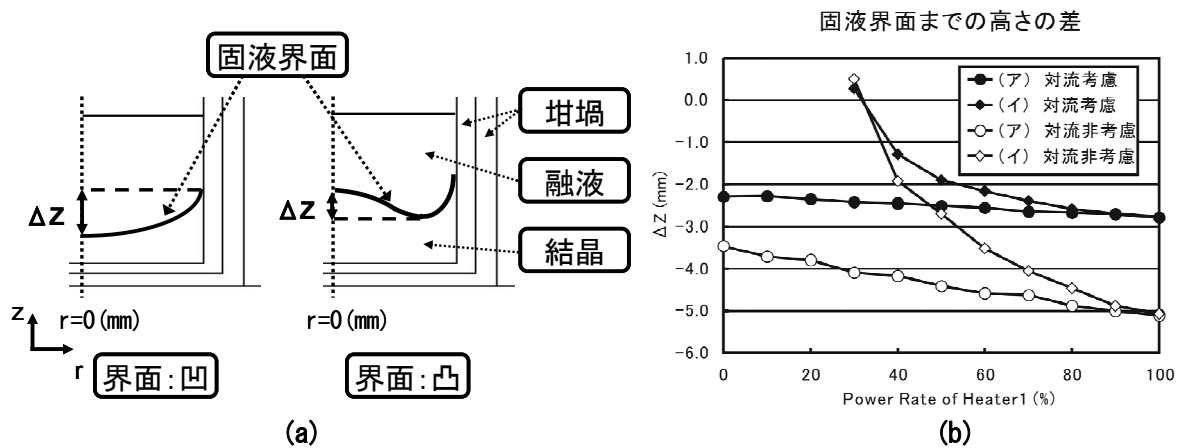 (a)
固液界面
坩堝
融液
結晶
ΔZ
ΔZ
z
r
r=0(mm)
r=0(mm)
界面:凹
界面:凸
(a)
固液界面までの高さの差
1.0
0.0
-1.0
-2.0
-3.0
-4.0
-5.0
-6.0
ΔZ (mm)
(ア) 対流考慮
(イ) 対流考慮
(ア) 対流非考慮
(イ) 対流非考慮
0 20 40 60 80 100
Power Rate of Heater1(%)
(b)
(b)